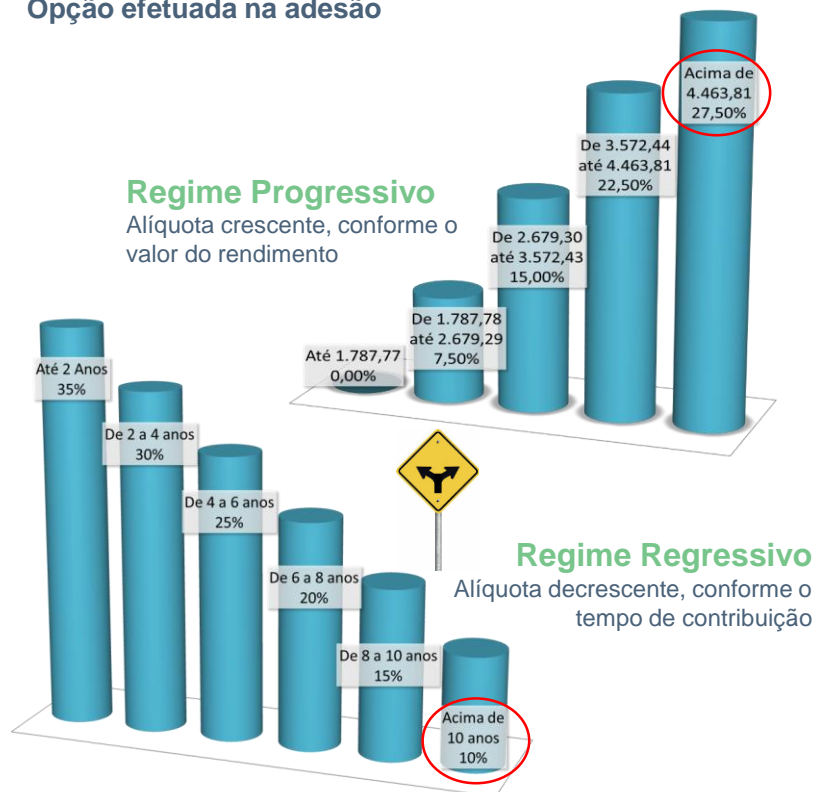 Opção efetuada na adesão
Regime Progressivo
Alíquota crescente, conforme o
valor do rendimento
Até 1.787,77
0,00%
De 1.787,78
até 2.679,29
7,50%
De 2.679,30
até 3.572,43
15,00%
De 3.572,44
até 4.463,81
22,50%
Acima de
4.463,81
27,50%
Até 2 Anos
35%
De 2 a 4 anos
30%
De 4 a 6 anos
25%
De 6 a 8 anos
20%
De 8 a 10 anos
15%
Acima de
10 anos
10%
Regime Regressivo
Alíquota decrescente, conforme o
tempo de contribuição